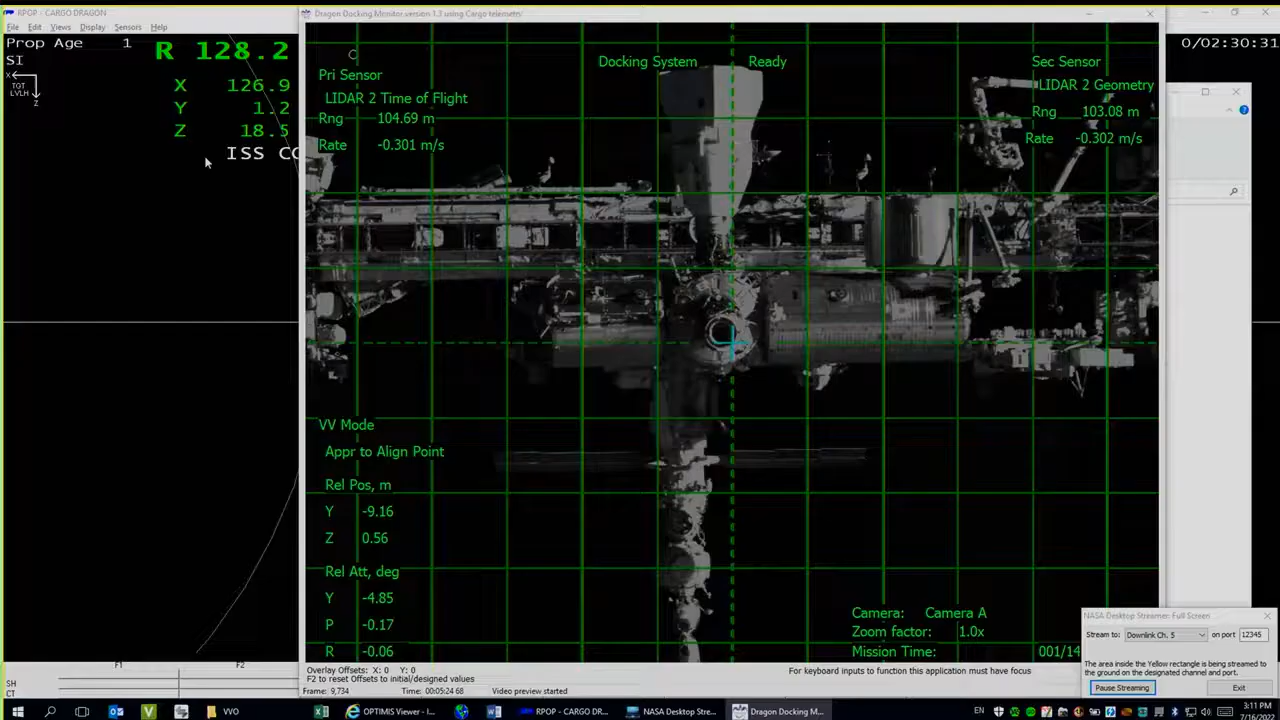 RPOP - CARGO DRAGON
File Edit Views Display Sensors Help
Prop Age 1
SI
R 128.2
X 126.9
Y 1.2
Z 18.5
TGT
LVLH
X
Z
ISS CO
Dragon Docking Monitor version 1.3 using Cargo telemetry
Docking System Ready
Pri Sensor
LIDAR 2 Time of Flight
Rng 104.69 m
Rate -0.301 m/s
Sec Sensor
LIDAR 2 Geometry
Rng 103.08 m
Rate -0.302 m/s
VV Mode
Appr to Align Point
Rel Pos, m
Y -9.16
Z 0.56
Rel Att, deg
Y -4.85
P -0.17
R -0.06
Camera: Camera A
Zoom factor: 1.0x
Mission Time: 001/14
Overlay Offsets: X: 0 Y: 0
F2 to reset Offsets to initial/designed values
For keyboard inputs to function this application must have focus
Frame: 9,734 Time: 00:05:24 68 Video preview started
0/02:30:31
F1 F2
SH
CT
NASA Desktop Streamer: Full Screen
Stream to: Downlink Ch. 5 on port 12345
The area inside the Yellow rectangle is being streamed to
the ground on the designated channel and port.
Pause Streaming Exit
VVO
OPTIMIS Viewer - I...
RPOP - CARGO DR...
NASA Desktop Stre...
Dragon Docking M...
EN
3:11 PM
7/16/202